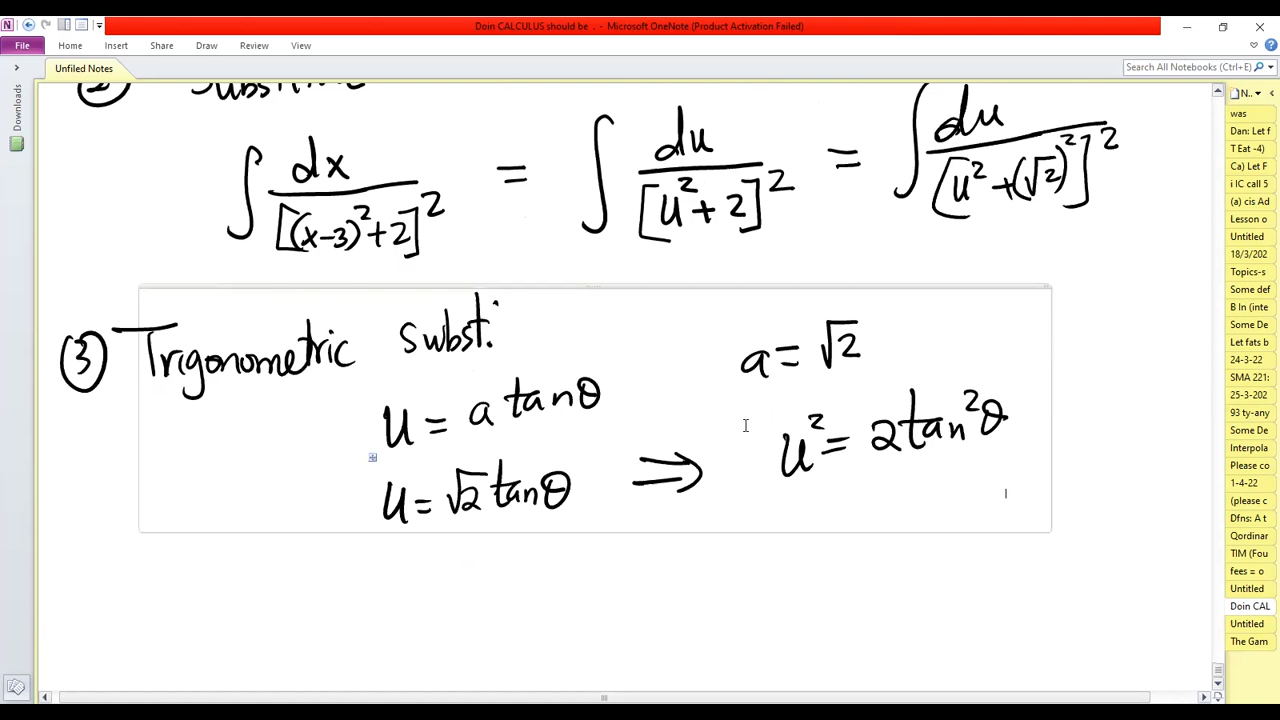 Doin CALCULUS should be . - Microsoft OneNote (Product Activation Failed)
File Home Insert Share Draw Review View
Unfiled Notes
Search All Notebooks (Ctrl+E)
Downloads
② Substitute
∫ dx / [(x-3)² + 2]² = ∫ du / [u² + 2]² = ∫ du / [u² + (√2)²]²
③ Trigonometric subst.
a = √2
u = a tanθ
u² = 2 tan²θ
u = √2 tanθ ⇒
N..
was
Dan: Let f
T Eat -4)
Ca) Let F
i IC call 5
(a) cis Ad
Lesson o
Untitled
18/3/202
Topics-s
Some def
B In (inte
Some De
Let fats b
24-3-22
SMA 221:
25-3-202
93 ty-any
Some De
Interpola
Please co
1-4-22
(please c
Dfns: A t
Qordinar
TIM (Fou
fees = o
Untitled
Doin CAL
Untitled
The Gam